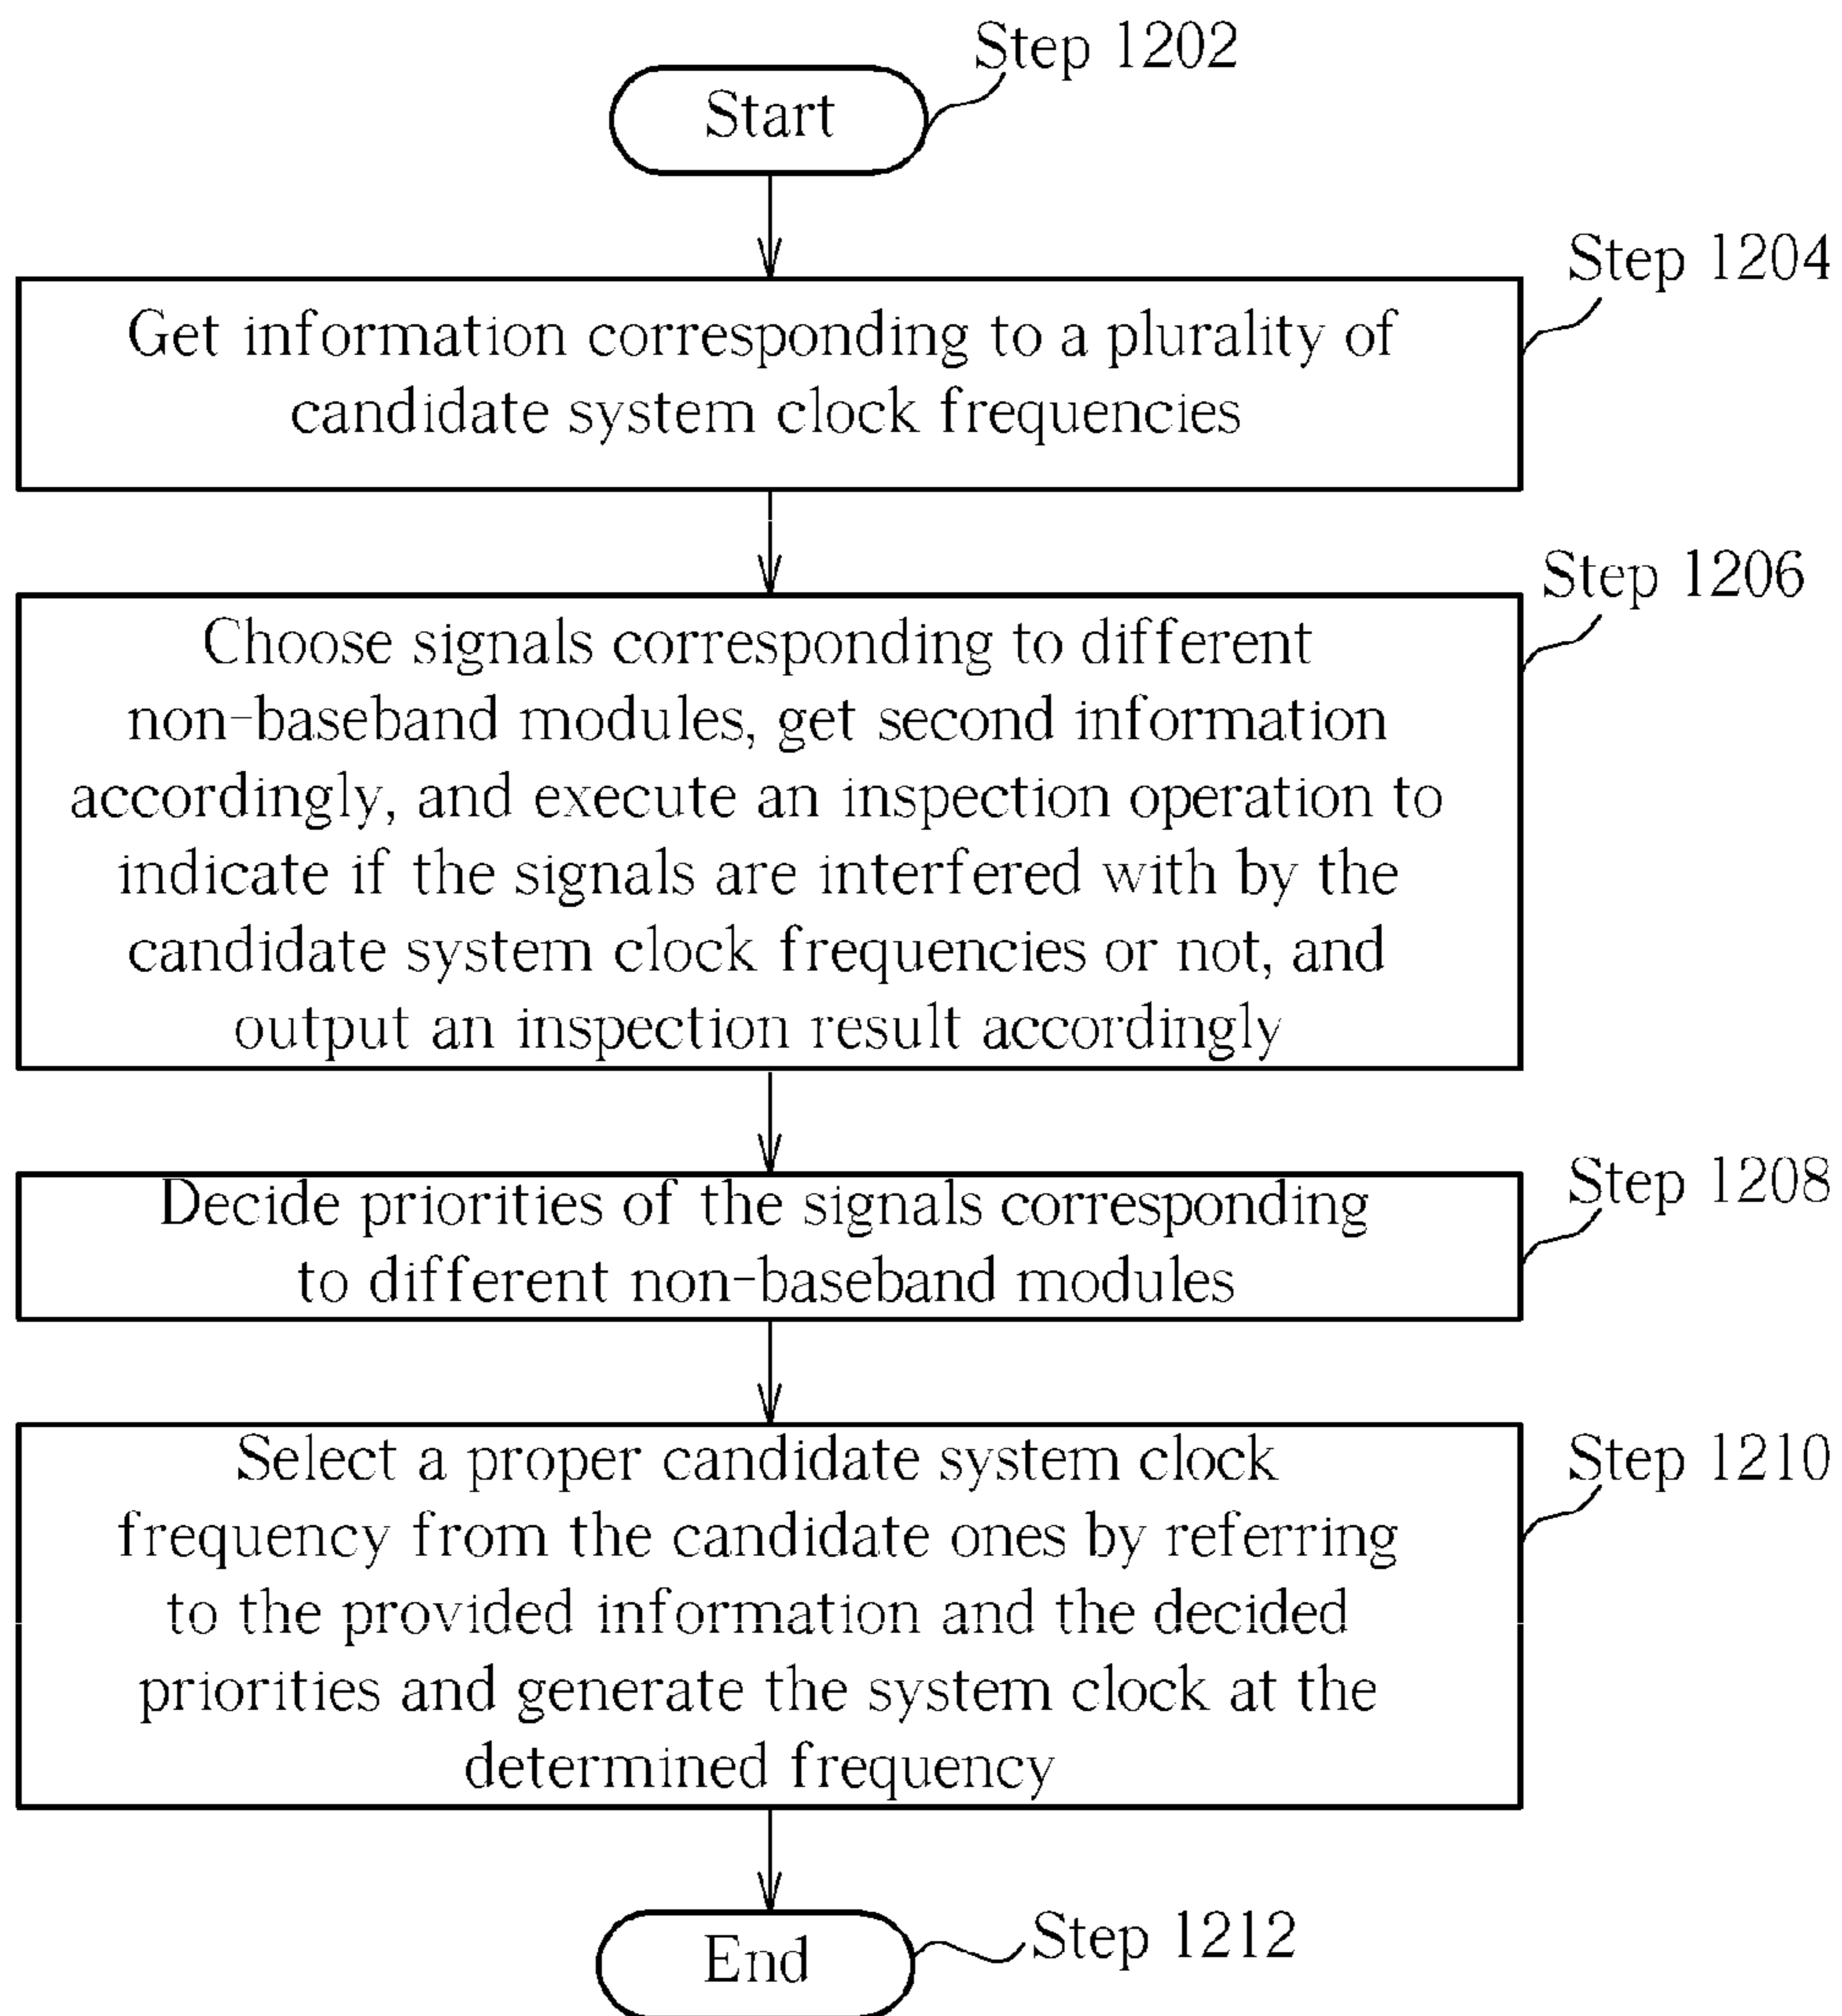 Step 1202
Start
Step 1204
Get information corresponding to a plurality of
candidate system clock frequencies
Step 1206
Choose signals corresponding to different
non-baseband modules, get second information
accordingly, and execute an inspection operation to
indicate if the signals are interfered with by the
candidate system clock frequencies or not, and
output an inspection result accordingly
Step 1208
Decide priorities of the signals corresponding
to different non-baseband modules
Step 1210
Select a proper candidate system clock
frequency from the candidate ones by referring
to the provided information and the decided
priorities and generate the system clock at the
determined frequency
End
Step 1212